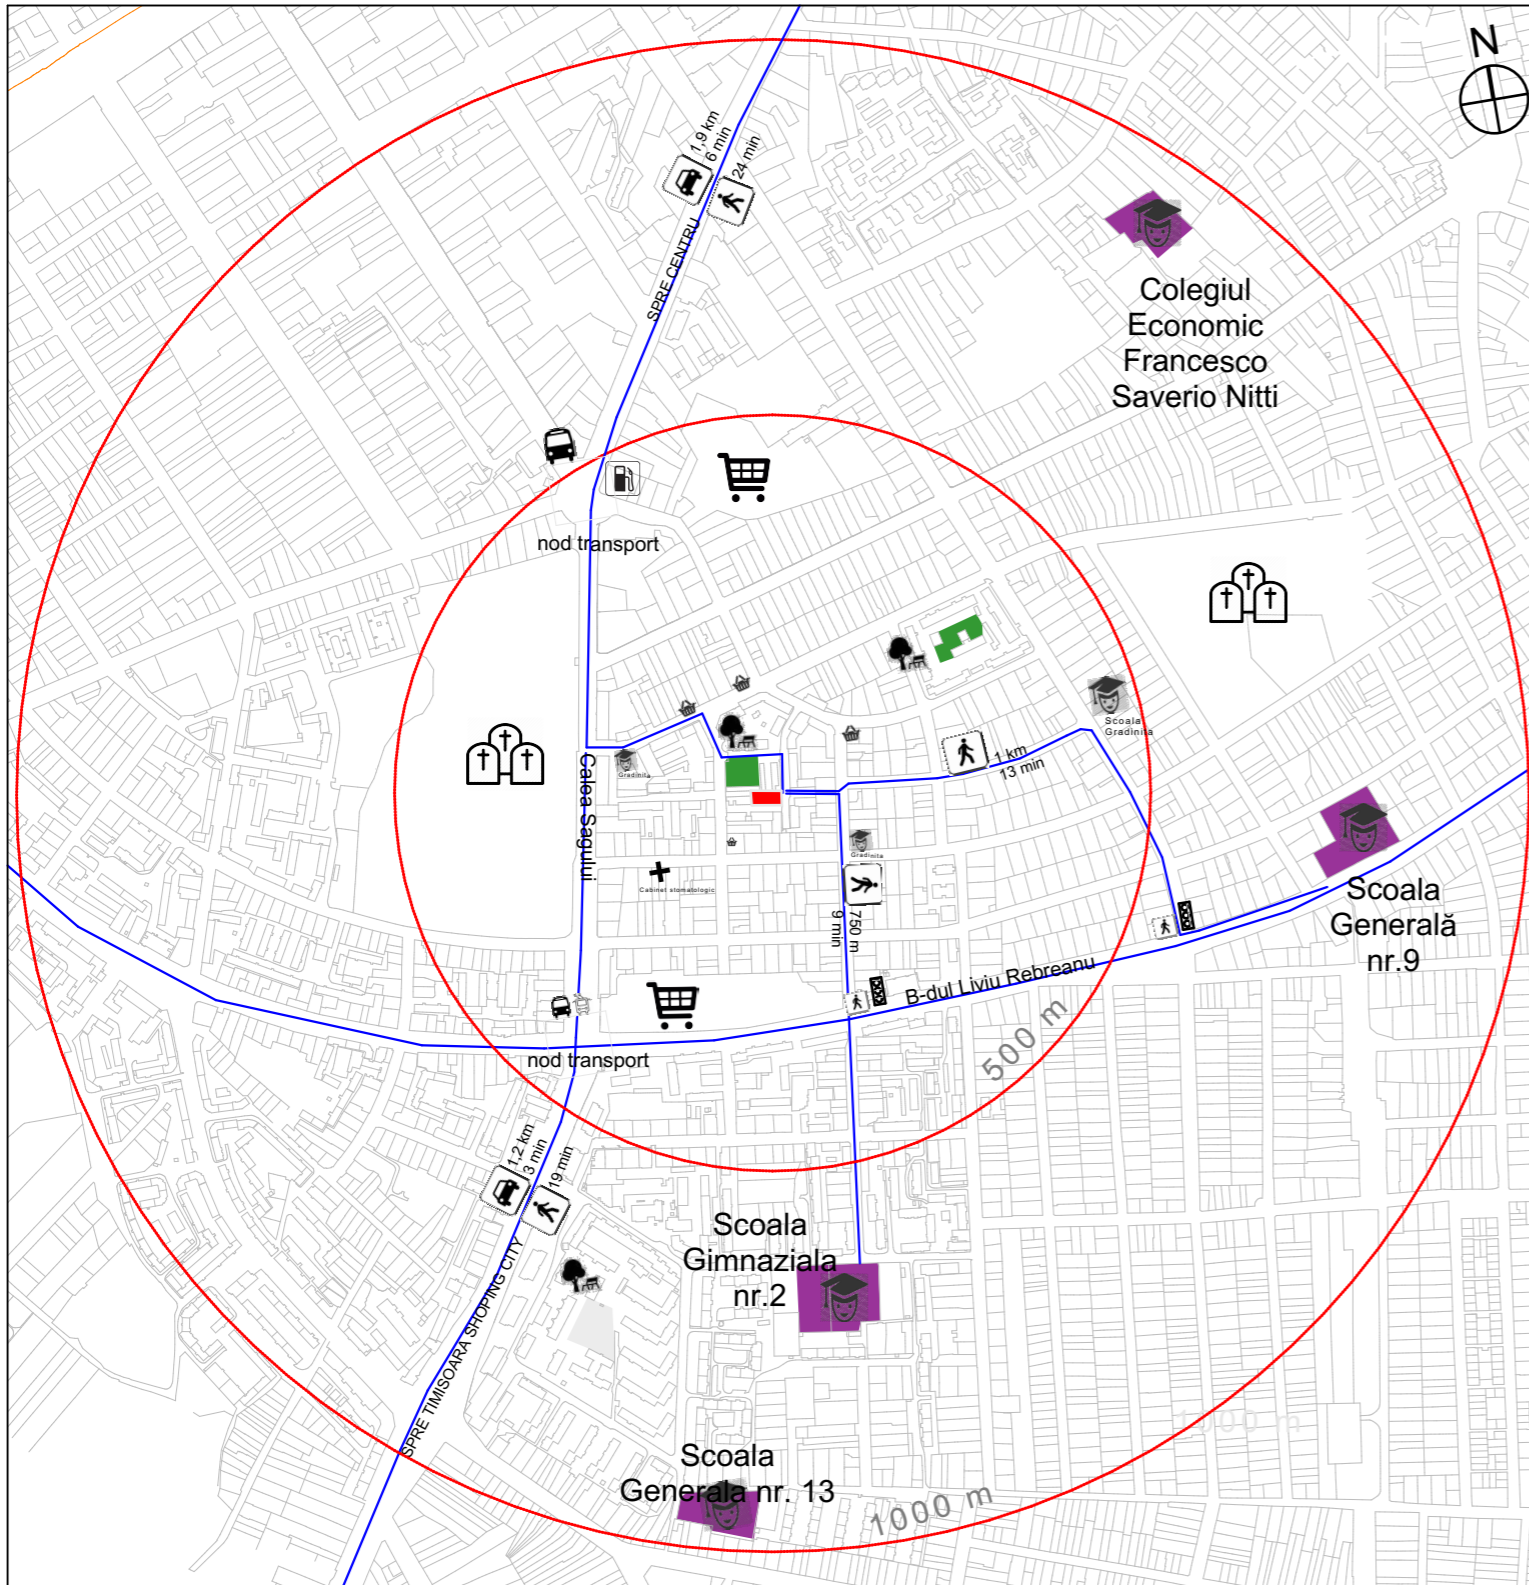 N
1,9 km
6 min
24 min
SPRE CENTRU
Colegiul
Economic
Francesco
Saverio Nitti
nod transport
Scoala
Gradinita
1 km
13 min
Gradinita
Calea Sagului
Gradinita
Cabinet stomatologic
750 m
9 min
Scoala
Generală
nr.9
B-dul Liviu Rebreanu
500 m
nod transport
1,2 km
3 min
19 min
SPRE TIMISOARA SHOPING CITY
Scoala
Gimnaziala
nr.2
1000 m
Scoala
Generala nr. 13
1000 m